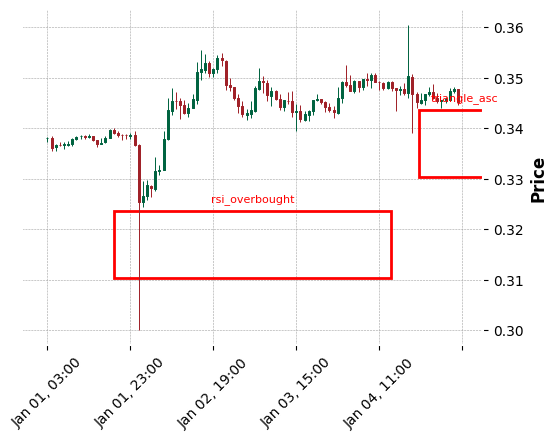 0.36
0.35
0.34
0.33
0.32
0.31
0.30
Price
rsi_overbought
Jan 01, 03:00
Jan 01, 23:00
Jan 02, 19:00
Jan 03, 15:00
Jan 04, 11:00